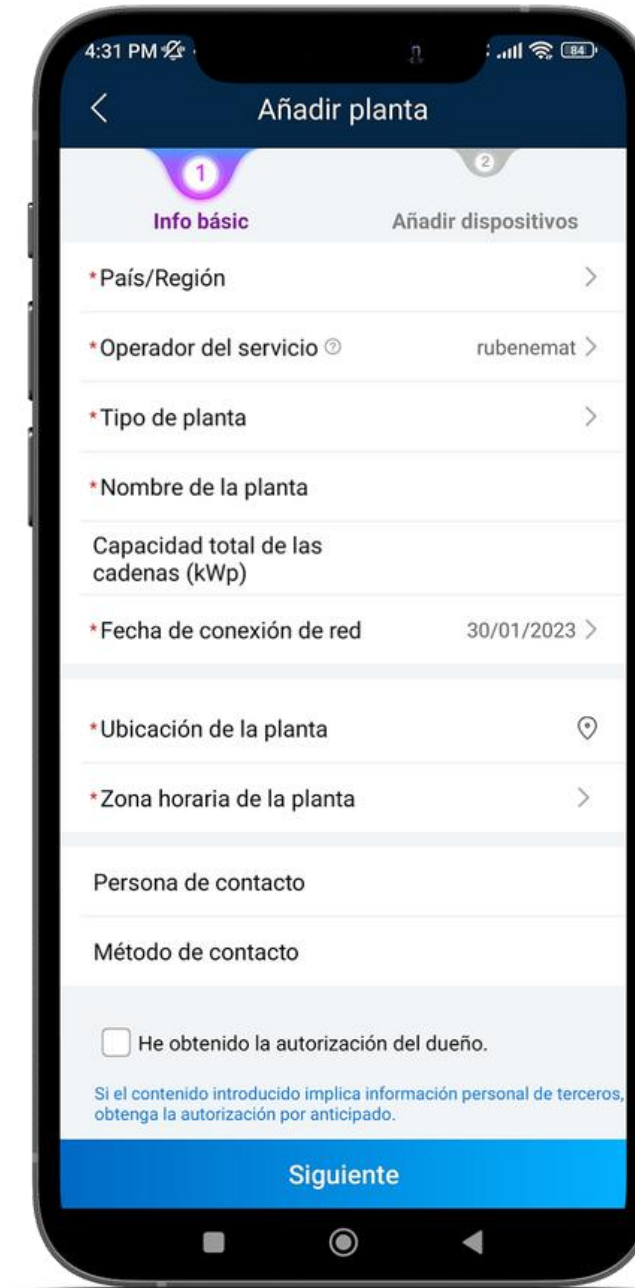 4:31 PM
84
Añadir planta
1
2
Info básic
Añadir dispositivos
*País/Región
*Operador del servicio ? rubenemat
*Tipo de planta
*Nombre de la planta
Capacidad total de las
cadenas (kWp)
*Fecha de conexión de red 30/01/2023
*Ubicación de la planta
*Zona horaria de la planta
Persona de contacto
Método de contacto
He obtenido la autorización del dueño.
Si el contenido introducido implica información personal de terceros,
obtenga la autorización por anticipado.
Siguiente